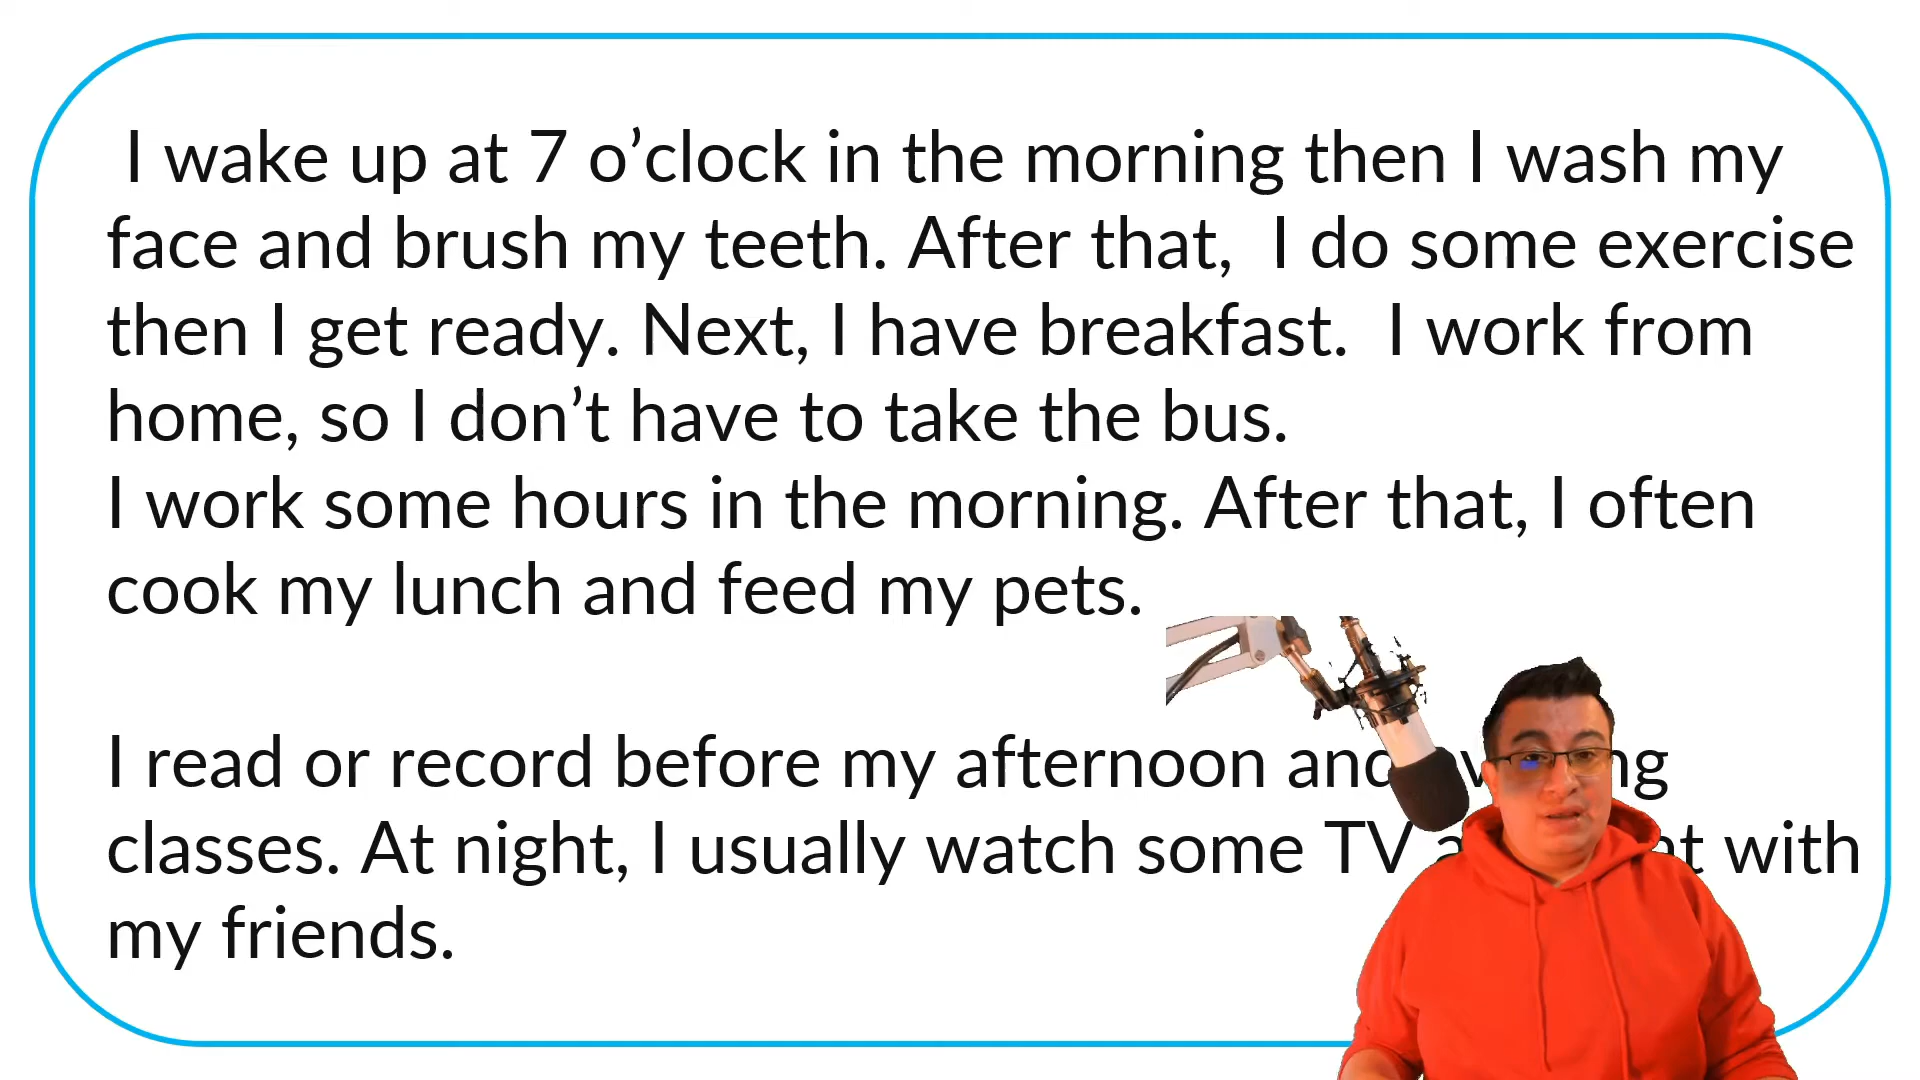 I wake up at 7 o’clock in the morning then I wash my
face and brush my teeth. After that, I do some exercise
then I get ready. Next, I have breakfast. I work from
home, so I don’t have to take the bus.
I work some hours in the morning. After that, I often
cook my lunch and feed my pets.
I read or record before my afternoon and
classes. At night, I usually watch some TV with
my friends.